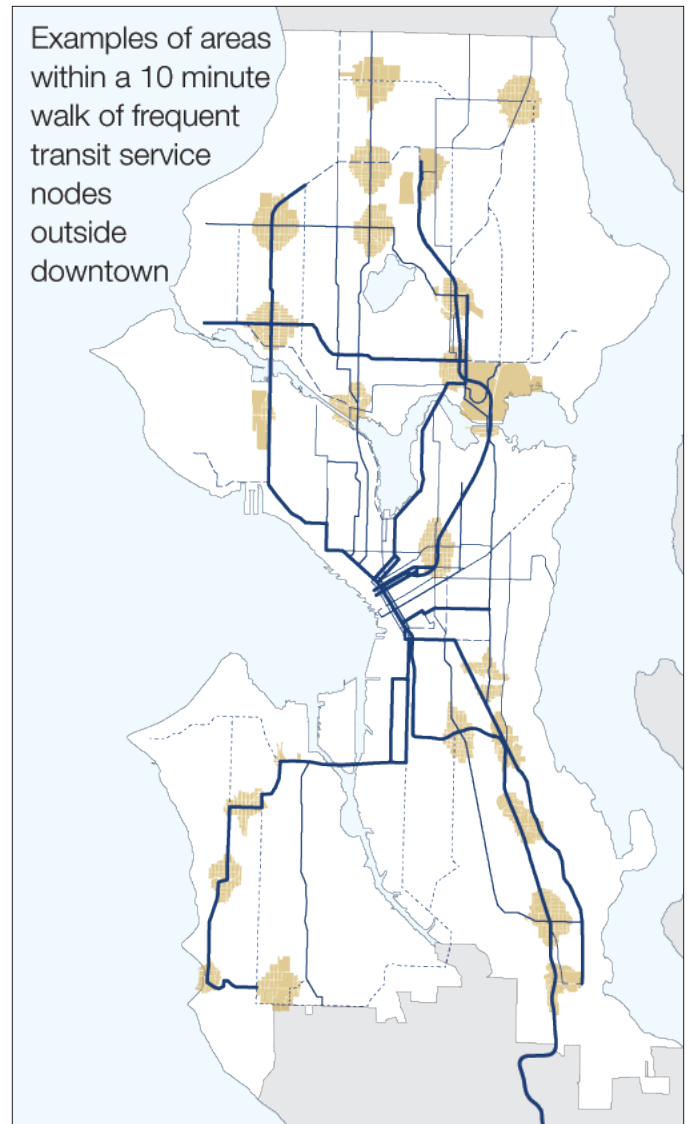 Examples of areas
within a 10 minute
walk of frequent
transit service
nodes
outside
downtown